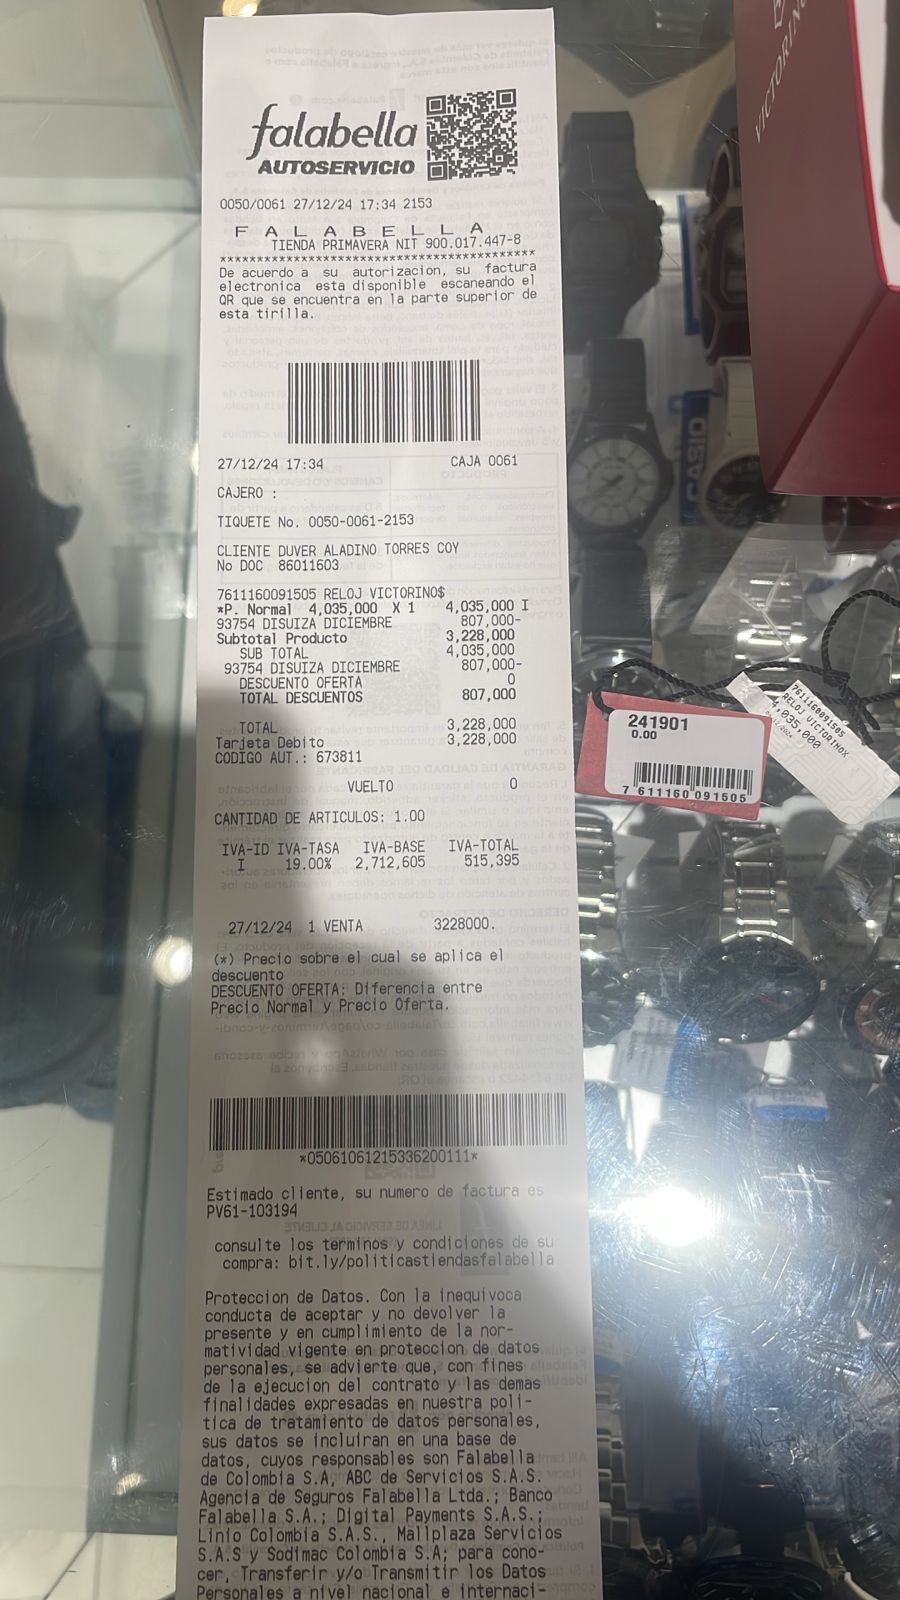 falabella
AUTOSERVICIO
0050/0061 27/12/24 17:34 2153
F A L A B E L L A
TIENDA PRIMAVERA NIT 900.017.447-8
****************************************
De acuerdo a su autorizacion, su factura
electronica esta disponible escaneando el
QR que se encuentra en la parte superior de
esta tirilla.
27/12/24 17:34 CAJA 0061
CAJERO :
TIQUETE No. 0050-0061-2153
CLIENTE DUVER ALADINO TORRES COY
No DOC 86011603
7611160091505 RELOJ VICTORINO$
*P. Normal 4,035,000 X 1 4,035,000 I
93754 DISUIZA DICIEMBRE 807,000-
Subtotal Producto 3,228,000
SUB TOTAL 4,035,000
93754 DISUIZA DICIEMBRE 807,000-
DESCUENTO OFERTA 0
TOTAL DESCUENTOS 807,000
TOTAL 3,228,000
Tarjeta Debito 3,228,000
CODIGO AUT.: 673811
VUELTO 0
CANTIDAD DE ARTICULOS: 1.00
IVA-ID IVA-TASA IVA-BASE IVA-TOTAL
I 19.00% 2,712,605 515,395
27/12/24 1 VENTA 3228000.
(*) Precio sobre el cual se aplica el
descuento
DESCUENTO OFERTA: Diferencia entre
Precio Normal y Precio Oferta.
*05061061215336200111*
Estimado cliente, su numero de factura es
PV61-103194
consulte los terminos y condiciones de su
compra: bit.ly/politicastiendasfalabella
Proteccion de Datos. Con la inequivoca
conducta de aceptar y no devolver la
presente y en cumplimiento de la nor-
matividad vigente en proteccion de datos
personales, se advierte que, con fines
de la ejecucion del contrato y las demas
finalidades expresadas en nuestra poli-
tica de tratamiento de datos personales,
sus datos se incluiran en una base de
datos, cuyos responsables son Falabella
de Colombia S.A, ABC de Servicios S.A.S.
Agencia de Seguros Falabella Ltda.; Banco
Falabella S.A.; Digital Payments S.A.S.;
Linio Colombia S.A.S., Mallplaza Servicios
S.A.S y Sodimac Colombia S.A; para cono-
cer, Transferir y/o Transmitir los Datos
Personales a nivel nacional e internaci-
VICTORINO
CASIO
241901
0.00
7 611160 091505
7611160091505
RELOJ VICTORINOX
4,035,000